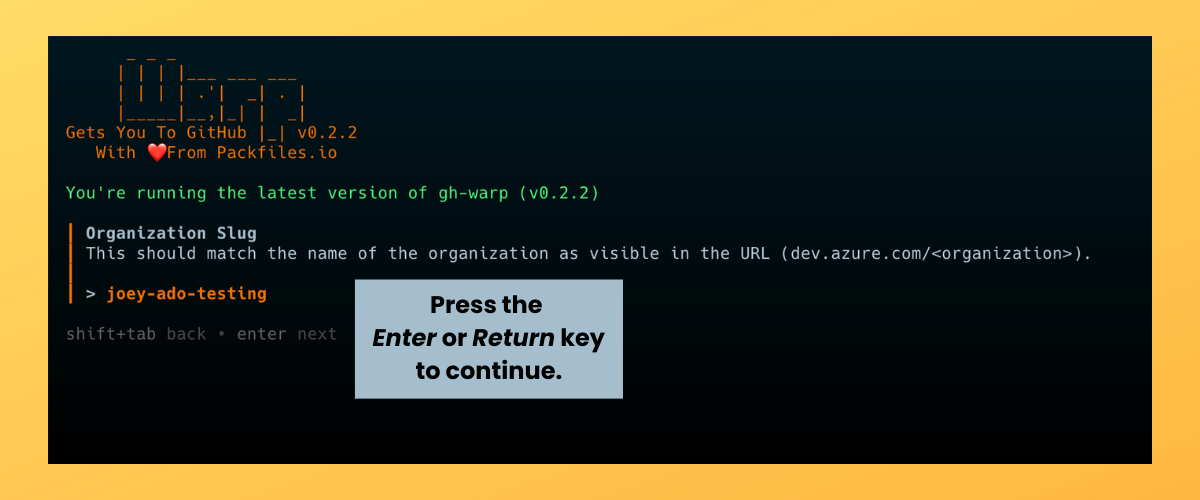 Warp
Gets You To GitHub |_| v0.2.2
With ❤️From Packfiles.io
You're running the latest version of gh-warp (v0.2.2)
Organization Slug
This should match the name of the organization as visible in the URL (dev.azure.com/<organization>).
> joey-ado-testing
shift+tab back • enter next
Press the
Enter or Return key
to continue.